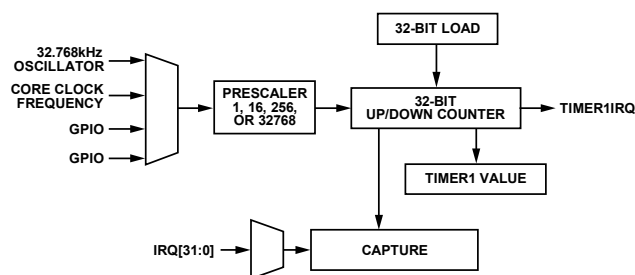 32.768kHz
OSCILLATOR
CORE CLOCK
FREQUENCY
GPIO
GPIO
PRESCALER
1, 16, 256,
OR 32768
32-BIT LOAD
32-BIT
UP/DOWN COUNTER
TIMER1IRQ
TIMER1 VALUE
IRQ[31:0]
CAPTURE